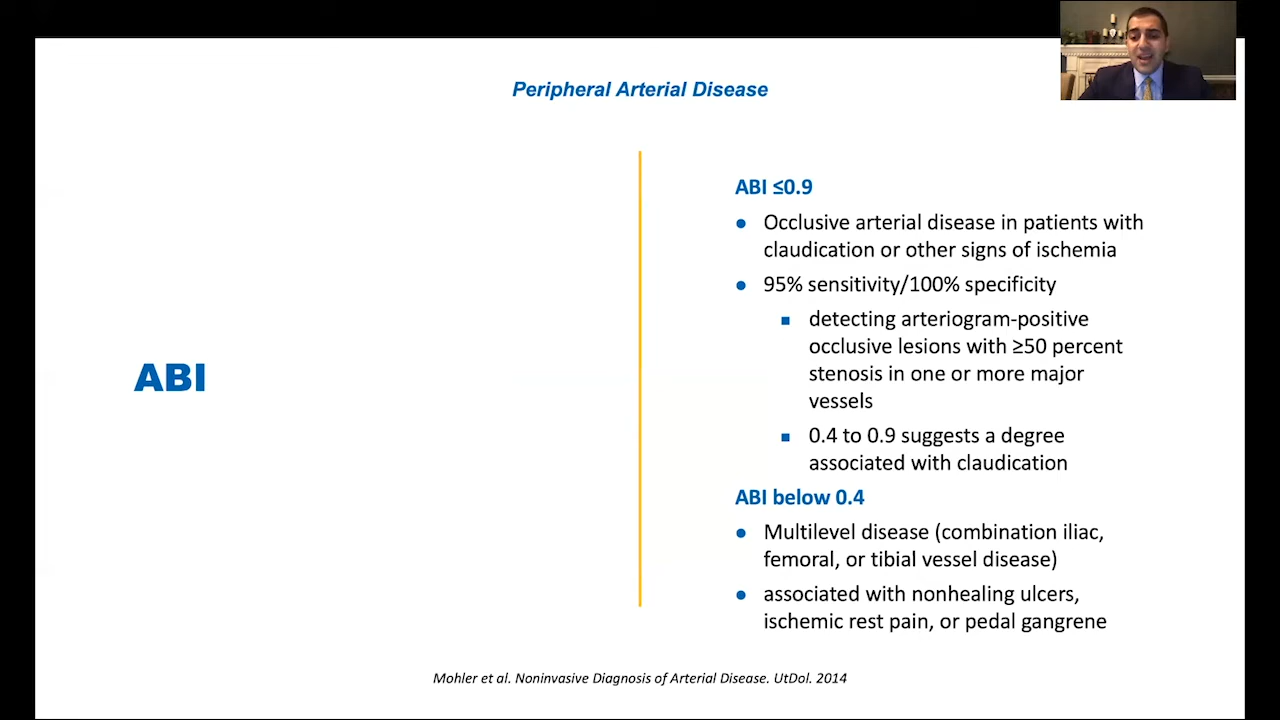 Peripheral Arterial Disease
ABI
ABI ≤0.9
● Occlusive arterial disease in patients with
claudication or other signs of ischemia
● 95% sensitivity/100% specificity
■ detecting arteriogram-positive
occlusive lesions with ≥50 percent
stenosis in one or more major
vessels
■ 0.4 to 0.9 suggests a degree
associated with claudication
ABI below 0.4
● Multilevel disease (combination iliac,
femoral, or tibial vessel disease)
● associated with nonhealing ulcers,
ischemic rest pain, or pedal gangrene
Mohler et al. Noninvasive Diagnosis of Arterial Disease. UtDol. 2014